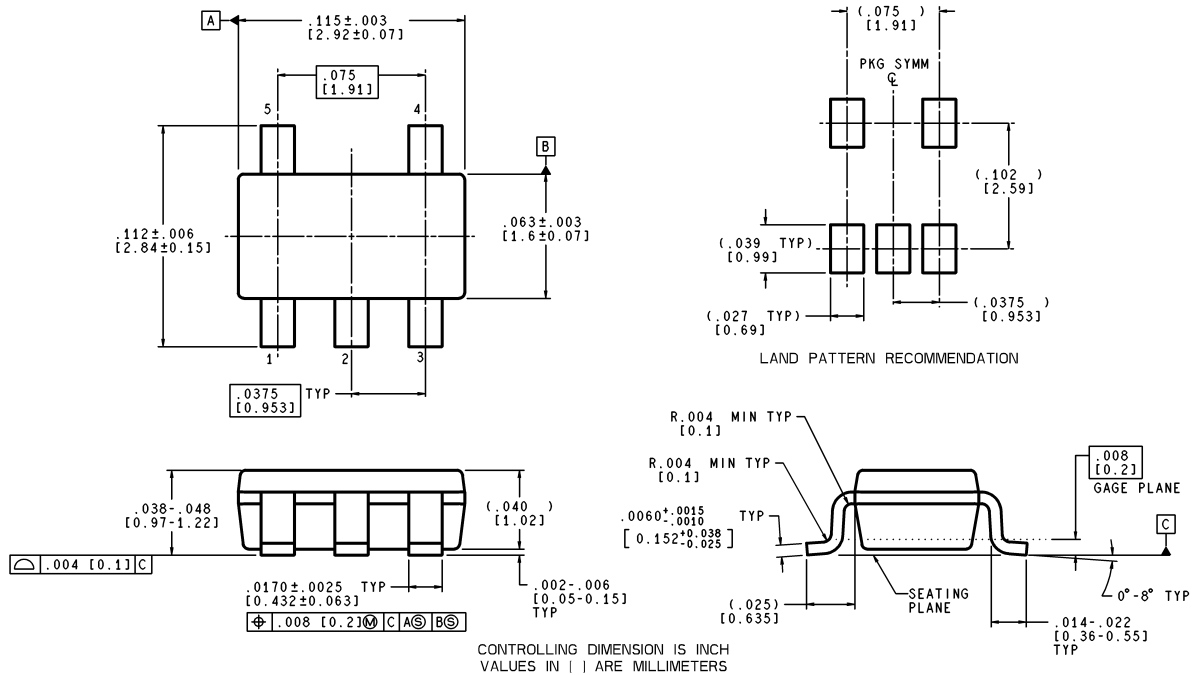 A
.115±.003
[2.92±0.07]
.075
[1.91]
5
4
B
.112±.006
[2.84±0.15]
.063±.003
[1.6±0.07]
1
2
3
.0375 TYP
[0.953]
(.075 )
[1.91]
PKG SYMM
℄
(.102 )
[2.59]
(.039 TYP)
[0.99]
(.027 TYP)
[0.69]
(.0375 )
[0.953]
LAND PATTERN RECOMMENDATION
.038-.048
[0.97-1.22]
(.040 )
[1.02]
⌓ .004 [0.1] C
.0170±.0025 TYP
[0.432±0.063]
⌖ .008 [0.2]Ⓜ C AⓈ BⓈ
.002-.006
[0.05-0.15]
TYP
R.004 MIN TYP
[0.1]
R.004 MIN TYP
[0.1]
.0060+.0015-.0010 TYP
[0.152+0.038-0.025]
.008
[0.2]
GAGE PLANE
C
SEATING
PLANE
0°-8° TYP
(.025)
[0.635]
.014-.022
[0.36-0.55]
TYP
CONTROLLING DIMENSION IS INCH
VALUES IN [ ] ARE MILLIMETERS